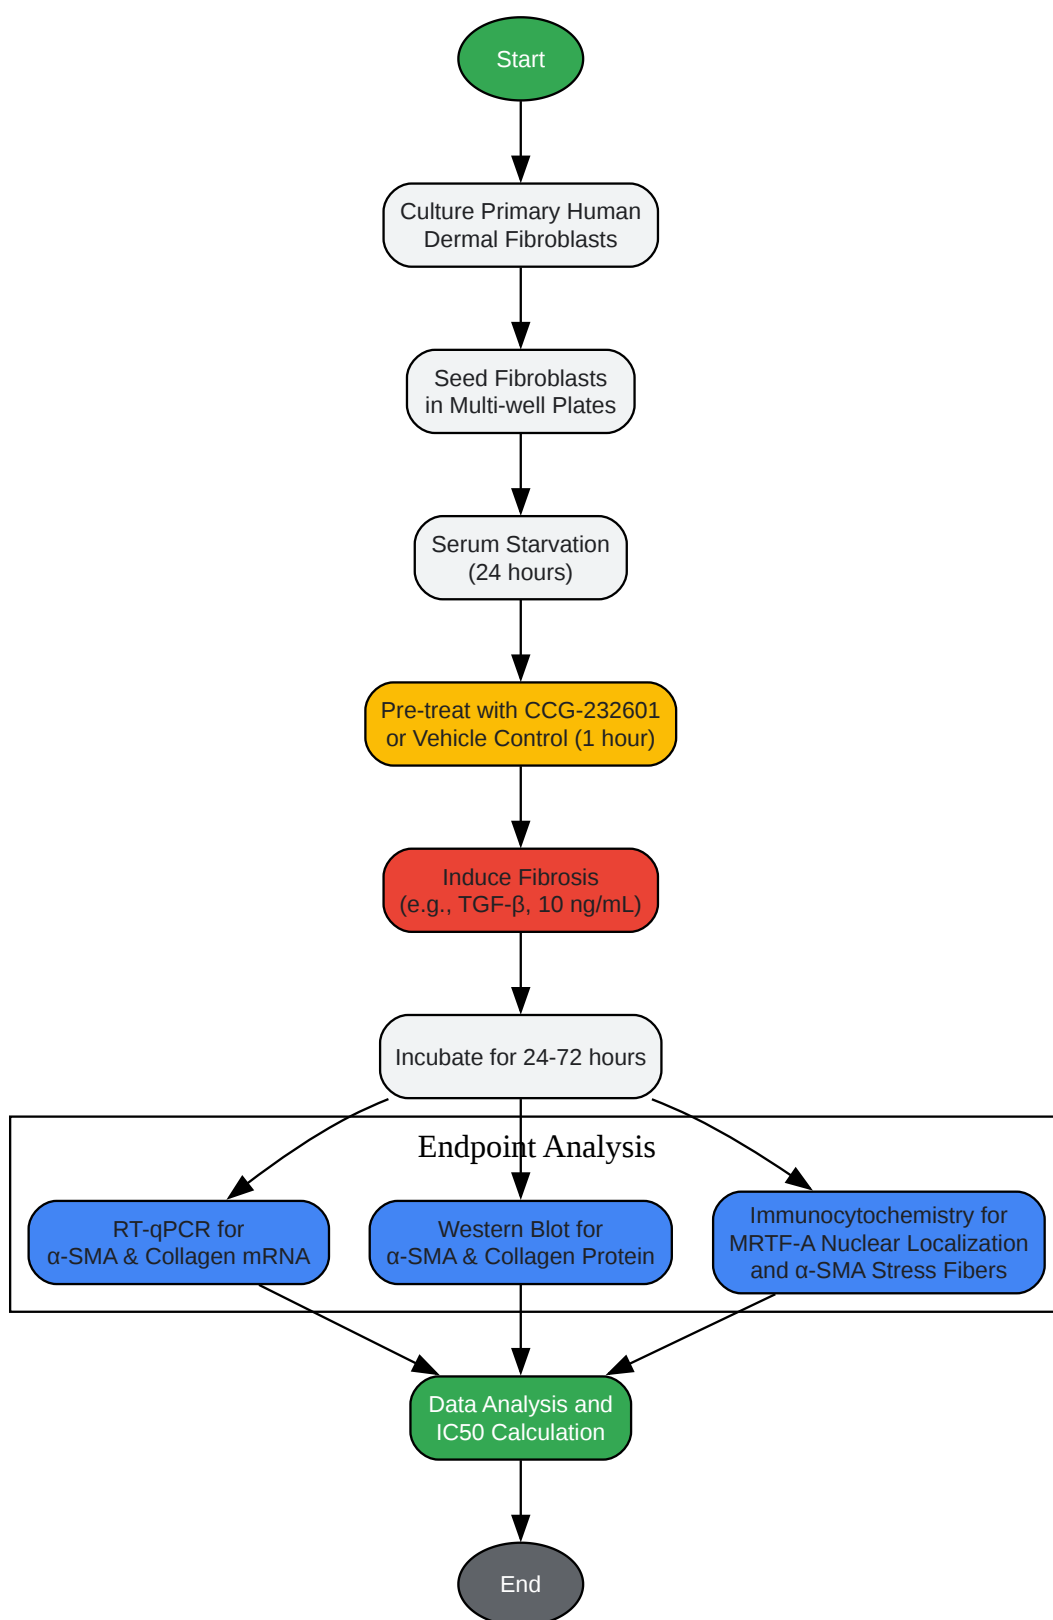 Start
Culture Primary Human
Dermal Fibroblasts
Seed Fibroblasts
in Multi-well Plates
Serum Starvation
(24 hours)
Pre-treat with CCG-232601
or Vehicle Control (1 hour)
Induce Fibrosis
(e.g., TGF-β, 10 ng/mL)
Incubate for 24-72 hours
Endpoint Analysis
RT-qPCR for
α-SMA & Collagen mRNA
Western Blot for
α-SMA & Collagen Protein
Immunocytochemistry for
MRTF-A Nuclear Localization
and α-SMA Stress Fibers
Data Analysis and
IC50 Calculation
End